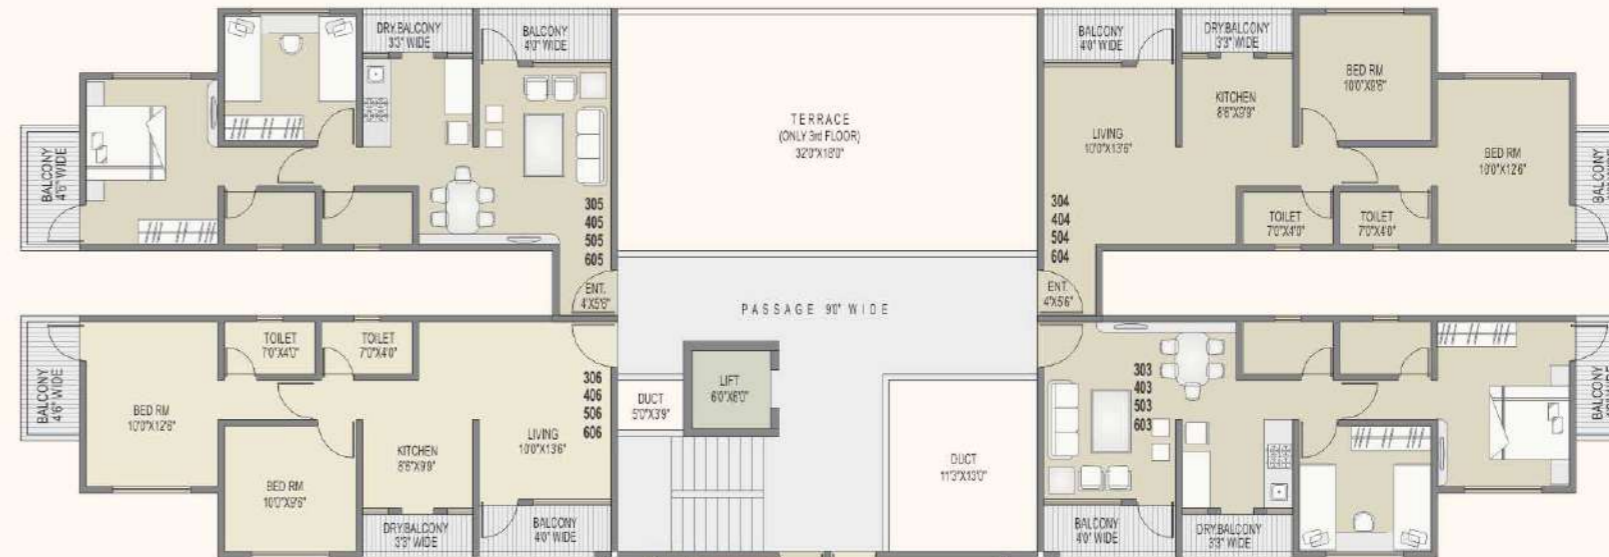 DRY.BALCONY
3'3" WIDE
BALCONY
4'0" WIDE
BALCONY
4'6" WIDE
305
405
505
605
ENT.
4'X5'6"
TERRACE
(ONLY 3rd FLOOR)
32'0"X18'0"
BALCONY
4'0" WIDE
DRY.BALCONY
3'3" WIDE
BED RM
10'0"X9'6"
KITCHEN
8'6"X9'9"
LIVING
10'0"X13'6"
BED RM
10'0"X12'6"
BALCONY
304
404
504
604
TOILET
7'0"X4'0"
TOILET
7'0"X4'0"
ENT.
4'X5'6"
PASSAGE 9'0" WIDE
BALCONY
4'6" WIDE
TOILET
7'0"X4'0"
TOILET
7'0"X4'0"
BED RM
10'0"X12'6"
306
406
506
606
KITCHEN
8'6"X9'9"
LIVING
10'0"X13'6"
BED RM
10'0"X9'6"
DRY.BALCONY
3'3" WIDE
BALCONY
4'0" WIDE
DUCT
5'0"X3'9"
LIFT
6'0"X6'0"
DUCT
11'3"X13'0"
303
403
503
603
BALCONY
BALCONY
4'0" WIDE
DRY.BALCONY
3'3" WIDE